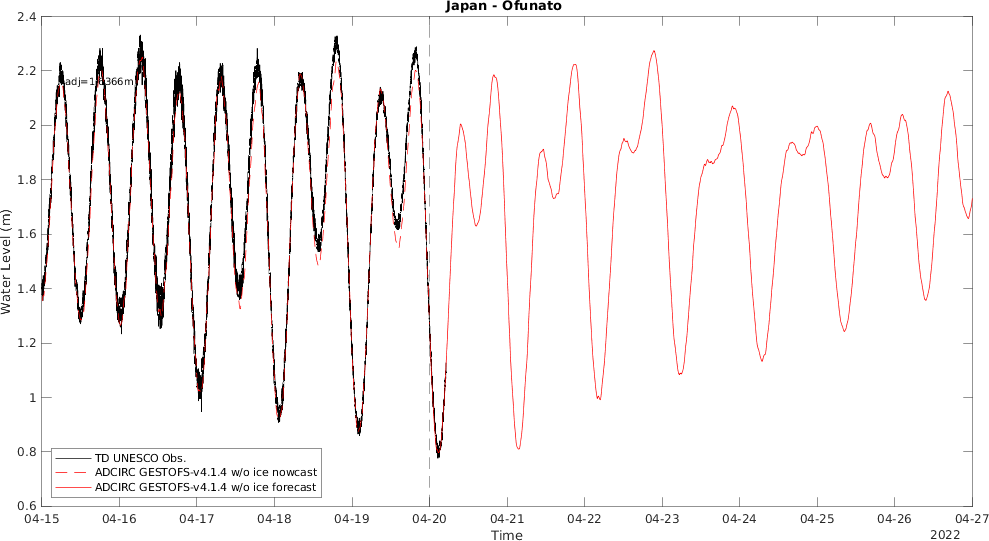 Japan - Ofunato
2.4
2.2
2
1.8
1.6
1.4
1.2
1
0.8
0.6
Water Level (m)
TD UNESCO Obs.
ADCIRC GESTOFS-v4.1.4 w/o ice nowcast
ADCIRC GESTOFS-v4.1.4 w/o ice forecast
04-15 04-16 04-17 04-18 04-19 04-20 04-21 04-22 04-23 04-24 04-25 04-26 04-27
Time
2022